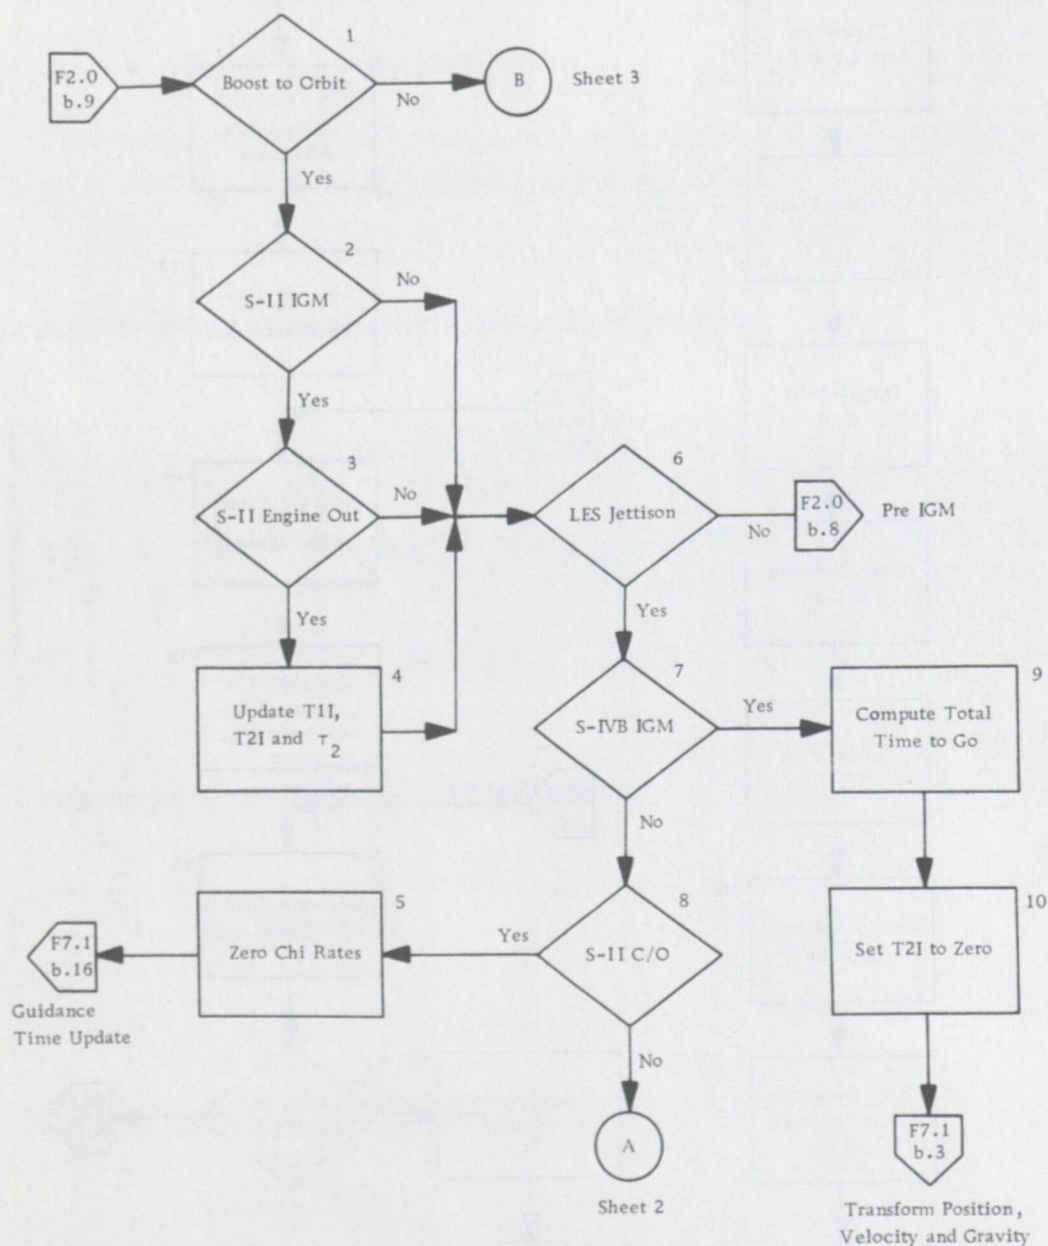 1
F2.0
b.9
Boost to Orbit
No
B
Sheet 3
Yes
2
S-II IGM
No
Yes
3
S-II Engine Out
No
6
LES Jettison
No
F2.0
b.8
Pre IGM
Yes
Yes
4
Update T1I,
T2I and τ2
7
S-IVB IGM
Yes
9
Compute Total
Time to Go
No
5
Zero Chi Rates
Yes
8
S-II C/O
10
Set T2I to Zero
F7.1
b.16
Guidance
Time Update
No
A
Sheet 2
F7.1
b.3
Transform Position,
Velocity and Gravity